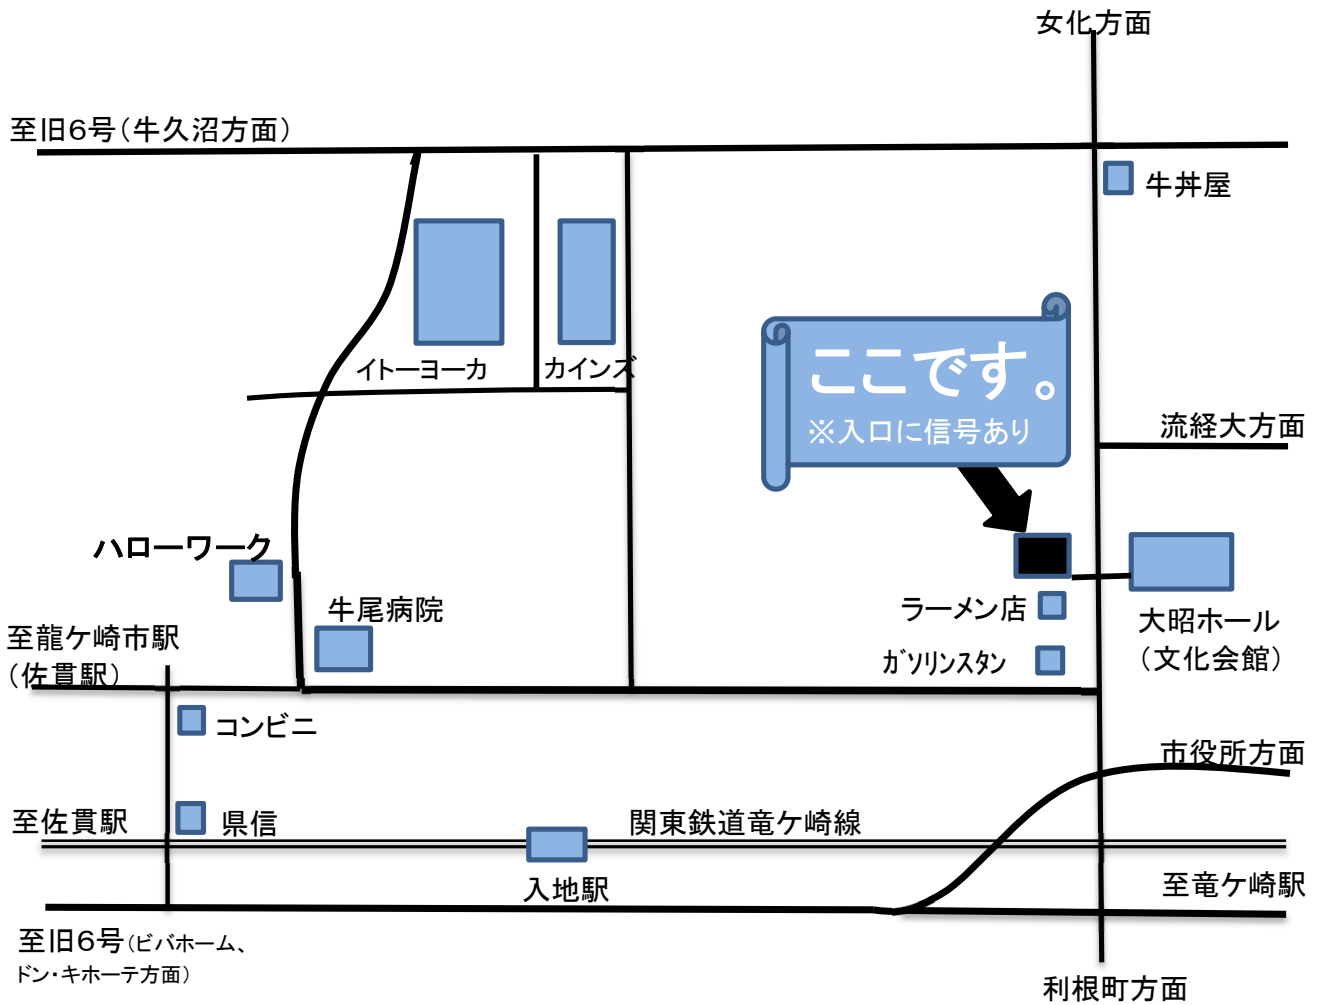 女化方面
至旧6号(牛久沼方面)
牛丼屋
ここです。
イトーヨーカ
カインズ
※入口に信号あり
流経大方面
ハローワーク
牛尾病院
ラーメン店
大昭ホール
(文化会館)
至龍ケ崎市駅
(佐貫駅)
ガソリンスタン
コンビニ
市役所方面
至佐貫駅
県信
関東鉄道竜ケ崎線
入地駅
至竜ケ崎駅
至旧6号(ビバホーム、
ドン・キホーテ方面)
利根町方面